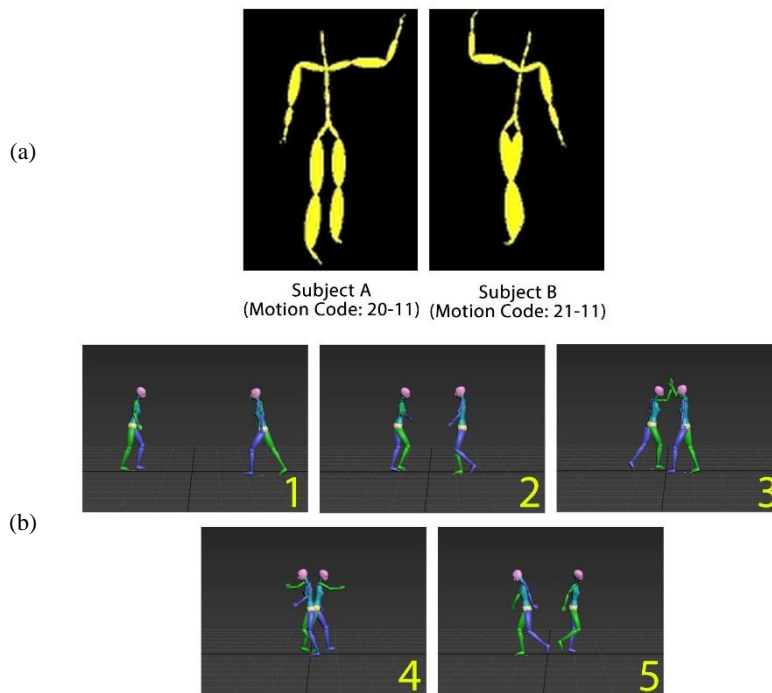 (a)
Subject A
(Motion Code: 20-11)
Subject B
(Motion Code: 21-11)
1
2
3
(b)
4
5